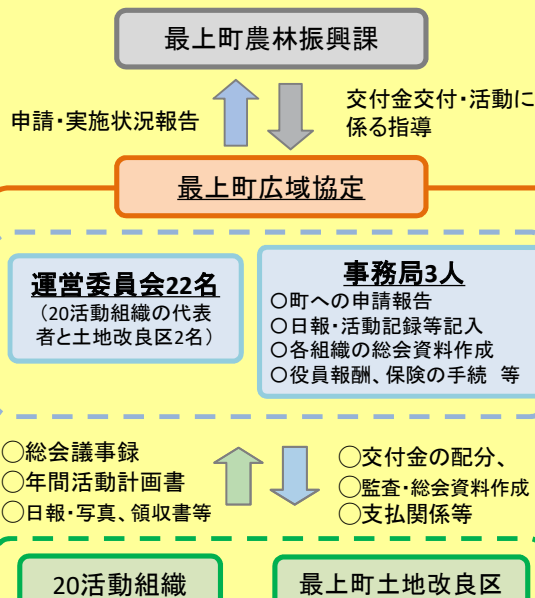 最上町農林振興課
申請・実施状況報告
交付金交付・活動に
係る指導
最上町広域協定
運営委員会22名
（20活動組織の代表
者と土地改良区2名）
事務局3人
○町への申請報告
○日報・活動記録等記入
○各組織の総会資料作成
○役員報酬、保険の手続 等
○総会議事録
○年間活動計画書
○日報・写真、領収書等
○交付金の配分、
○監査・総会資料作成
○支払関係等
20活動組織
最上町土地改良区